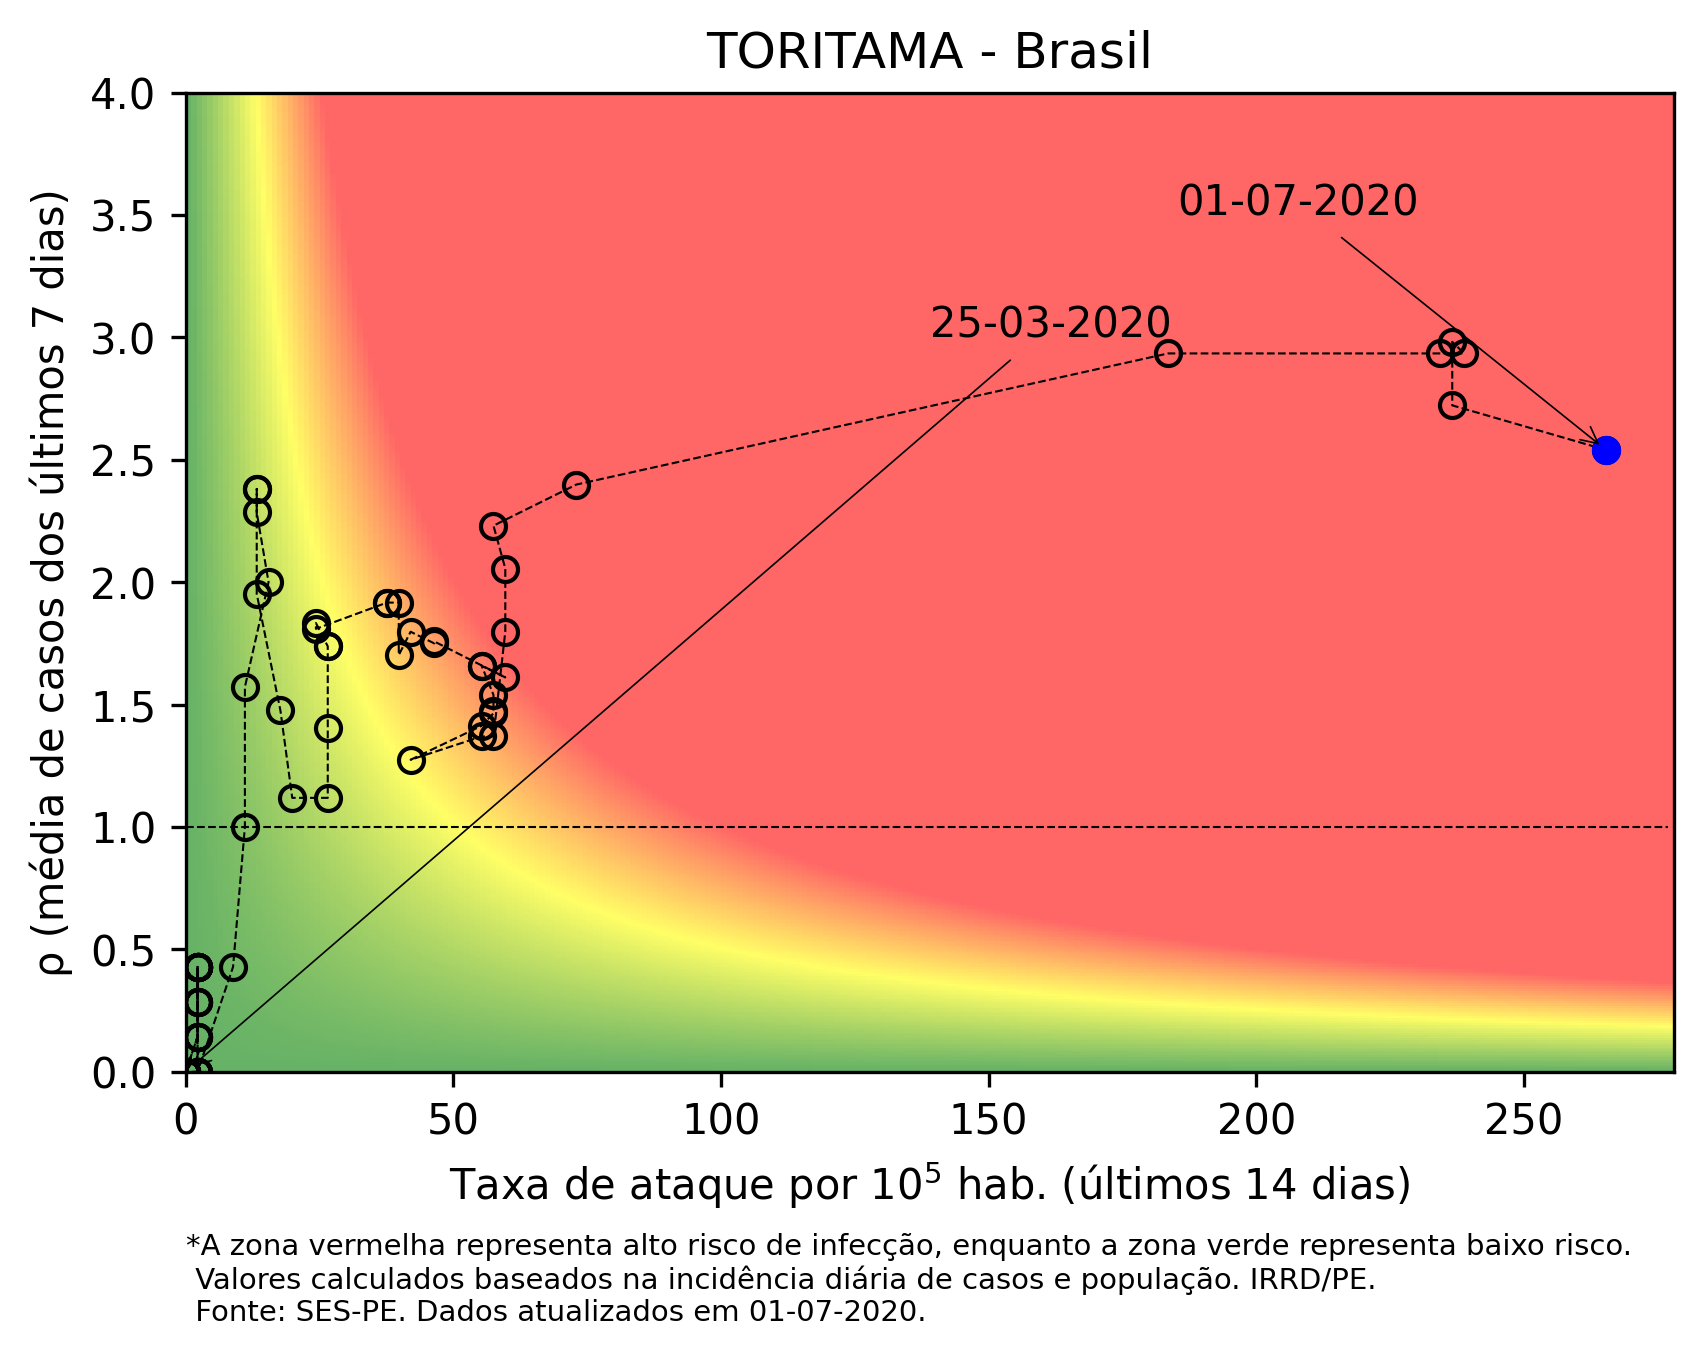 TORITAMA - Brasil
4.0
3.5
3.0
2.5
2.0
1.5
1.0
0.5
0.0
ρ (média de casos dos últimos 7 dias)
01-07-2020
25-03-2020
0 50 100 150 200 250
Taxa de ataque por 10⁵ hab. (últimos 14 dias)
*A zona vermelha representa alto risco de infecção, enquanto a zona verde representa baixo risco.
Valores calculados baseados na incidência diária de casos e população. IRRD/PE.
Fonte: SES-PE. Dados atualizados em 01-07-2020.